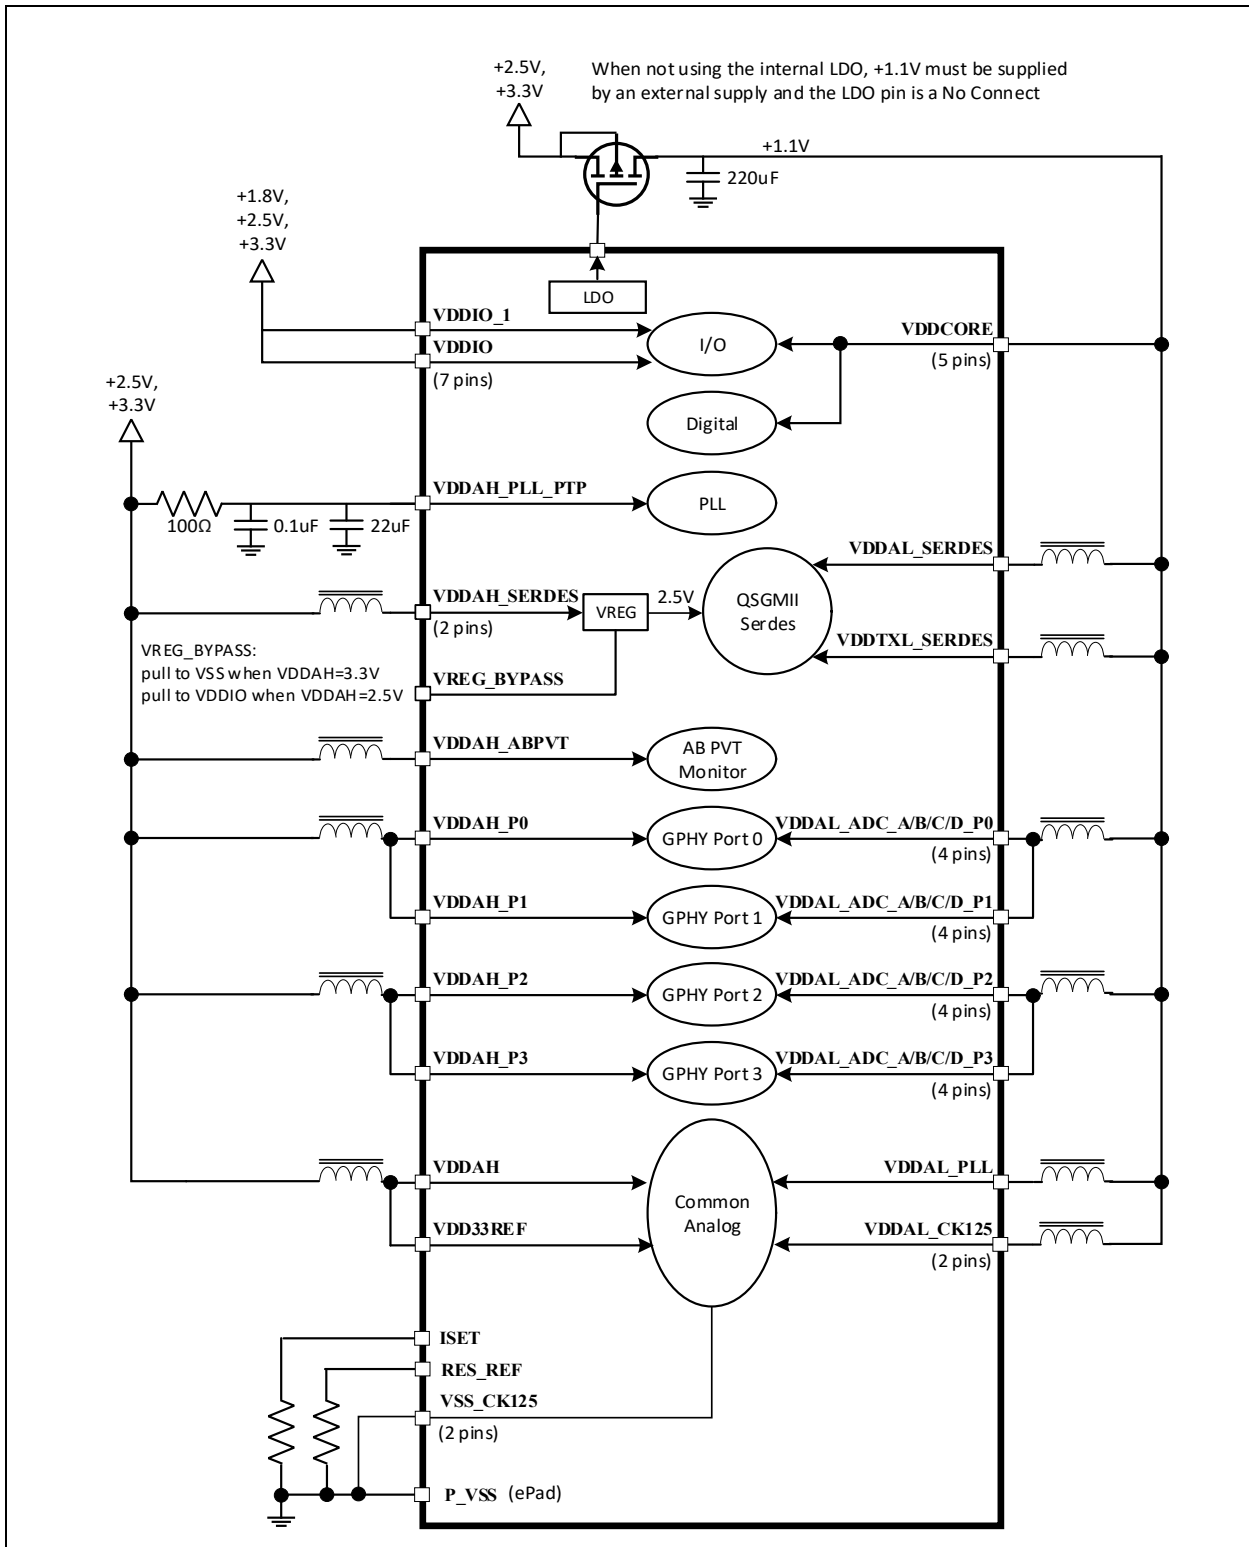 +2.5V,
+3.3V
When not using the internal LDO, +1.1V must be supplied
by an external supply and the LDO pin is a No Connect
+1.1V
220uF
+1.8V,
+2.5V,
+3.3V
LDO
VDDIO_1
VDDIO
(7 pins)
I/O
VDDCORE
(5 pins)
+2.5V,
+3.3V
Digital
VDDAH_PLL_PTP
PLL
100Ω
0.1uF
22uF
VDDAL_SERDES
VDDAH_SERDES
(2 pins)
VREG
2.5V
QSGMII
Serdes
VDDTXL_SERDES
VREG_BYPASS:
pull to VSS when VDDAH=3.3V
pull to VDDIO when VDDAH=2.5V
VREG_BYPASS
VDDAH_ABPVT
AB PVT
Monitor
VDDAH_P0
GPHY Port 0
VDDAL_ADC_A/B/C/D_P0
(4 pins)
VDDAH_P1
GPHY Port 1
VDDAL_ADC_A/B/C/D_P1
(4 pins)
VDDAH_P2
GPHY Port 2
VDDAL_ADC_A/B/C/D_P2
(4 pins)
VDDAH_P3
GPHY Port 3
VDDAL_ADC_A/B/C/D_P3
(4 pins)
VDDAH
VDDAL_PLL
Common
Analog
VDD33REF
VDDAL_CK125
(2 pins)
ISET
RES_REF
VSS_CK125
(2 pins)
P_VSS (ePad)